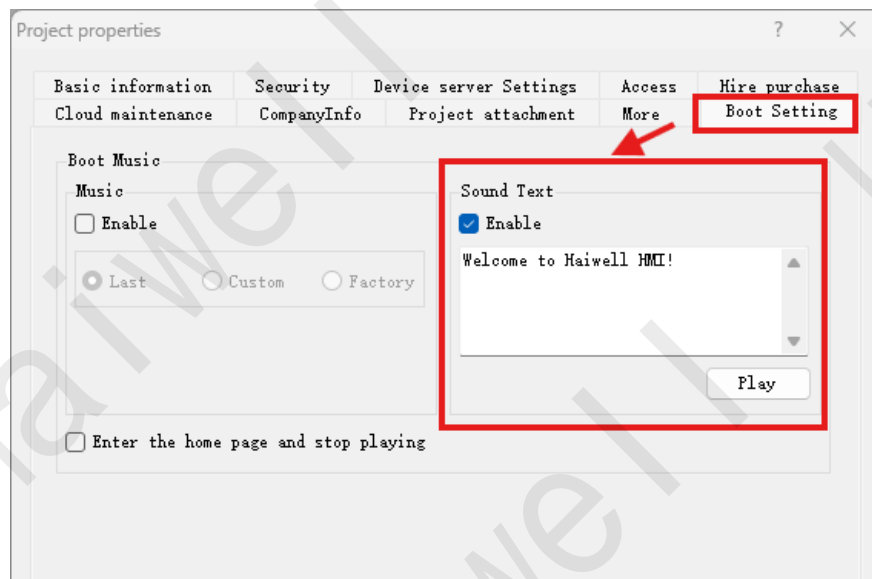 Project properties
?
Basic information Security Device server Settings Access Hire purchase
Cloud maintenance CompanyInfo Project attachment More Boot Setting
Boot Music
Music
Enable
Last Custom Factory
Sound Text
Enable
Welcome to Haiwell HMI!
Play
Enter the home page and stop playing